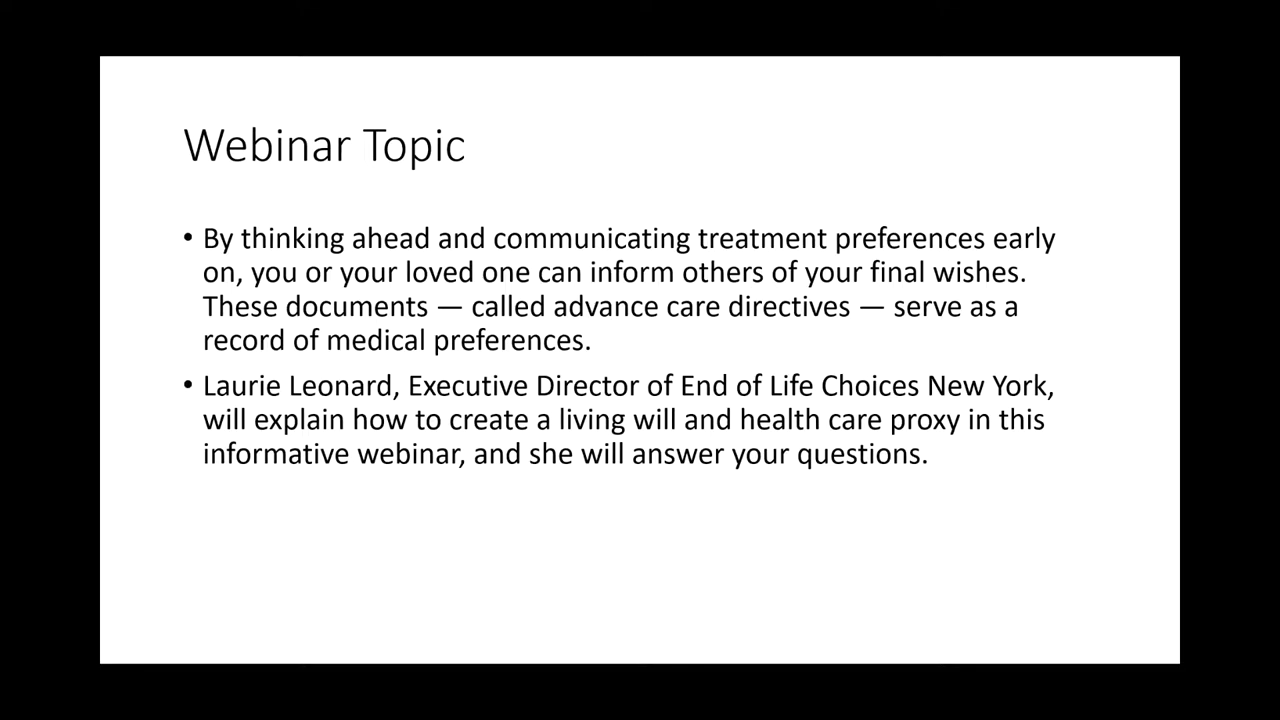 Webinar Topic
• By thinking ahead and communicating treatment preferences early
on, you or your loved one can inform others of your final wishes.
These documents — called advance care directives — serve as a
record of medical preferences.
• Laurie Leonard, Executive Director of End of Life Choices New York,
will explain how to create a living will and health care proxy in this
informative webinar, and she will answer your questions.